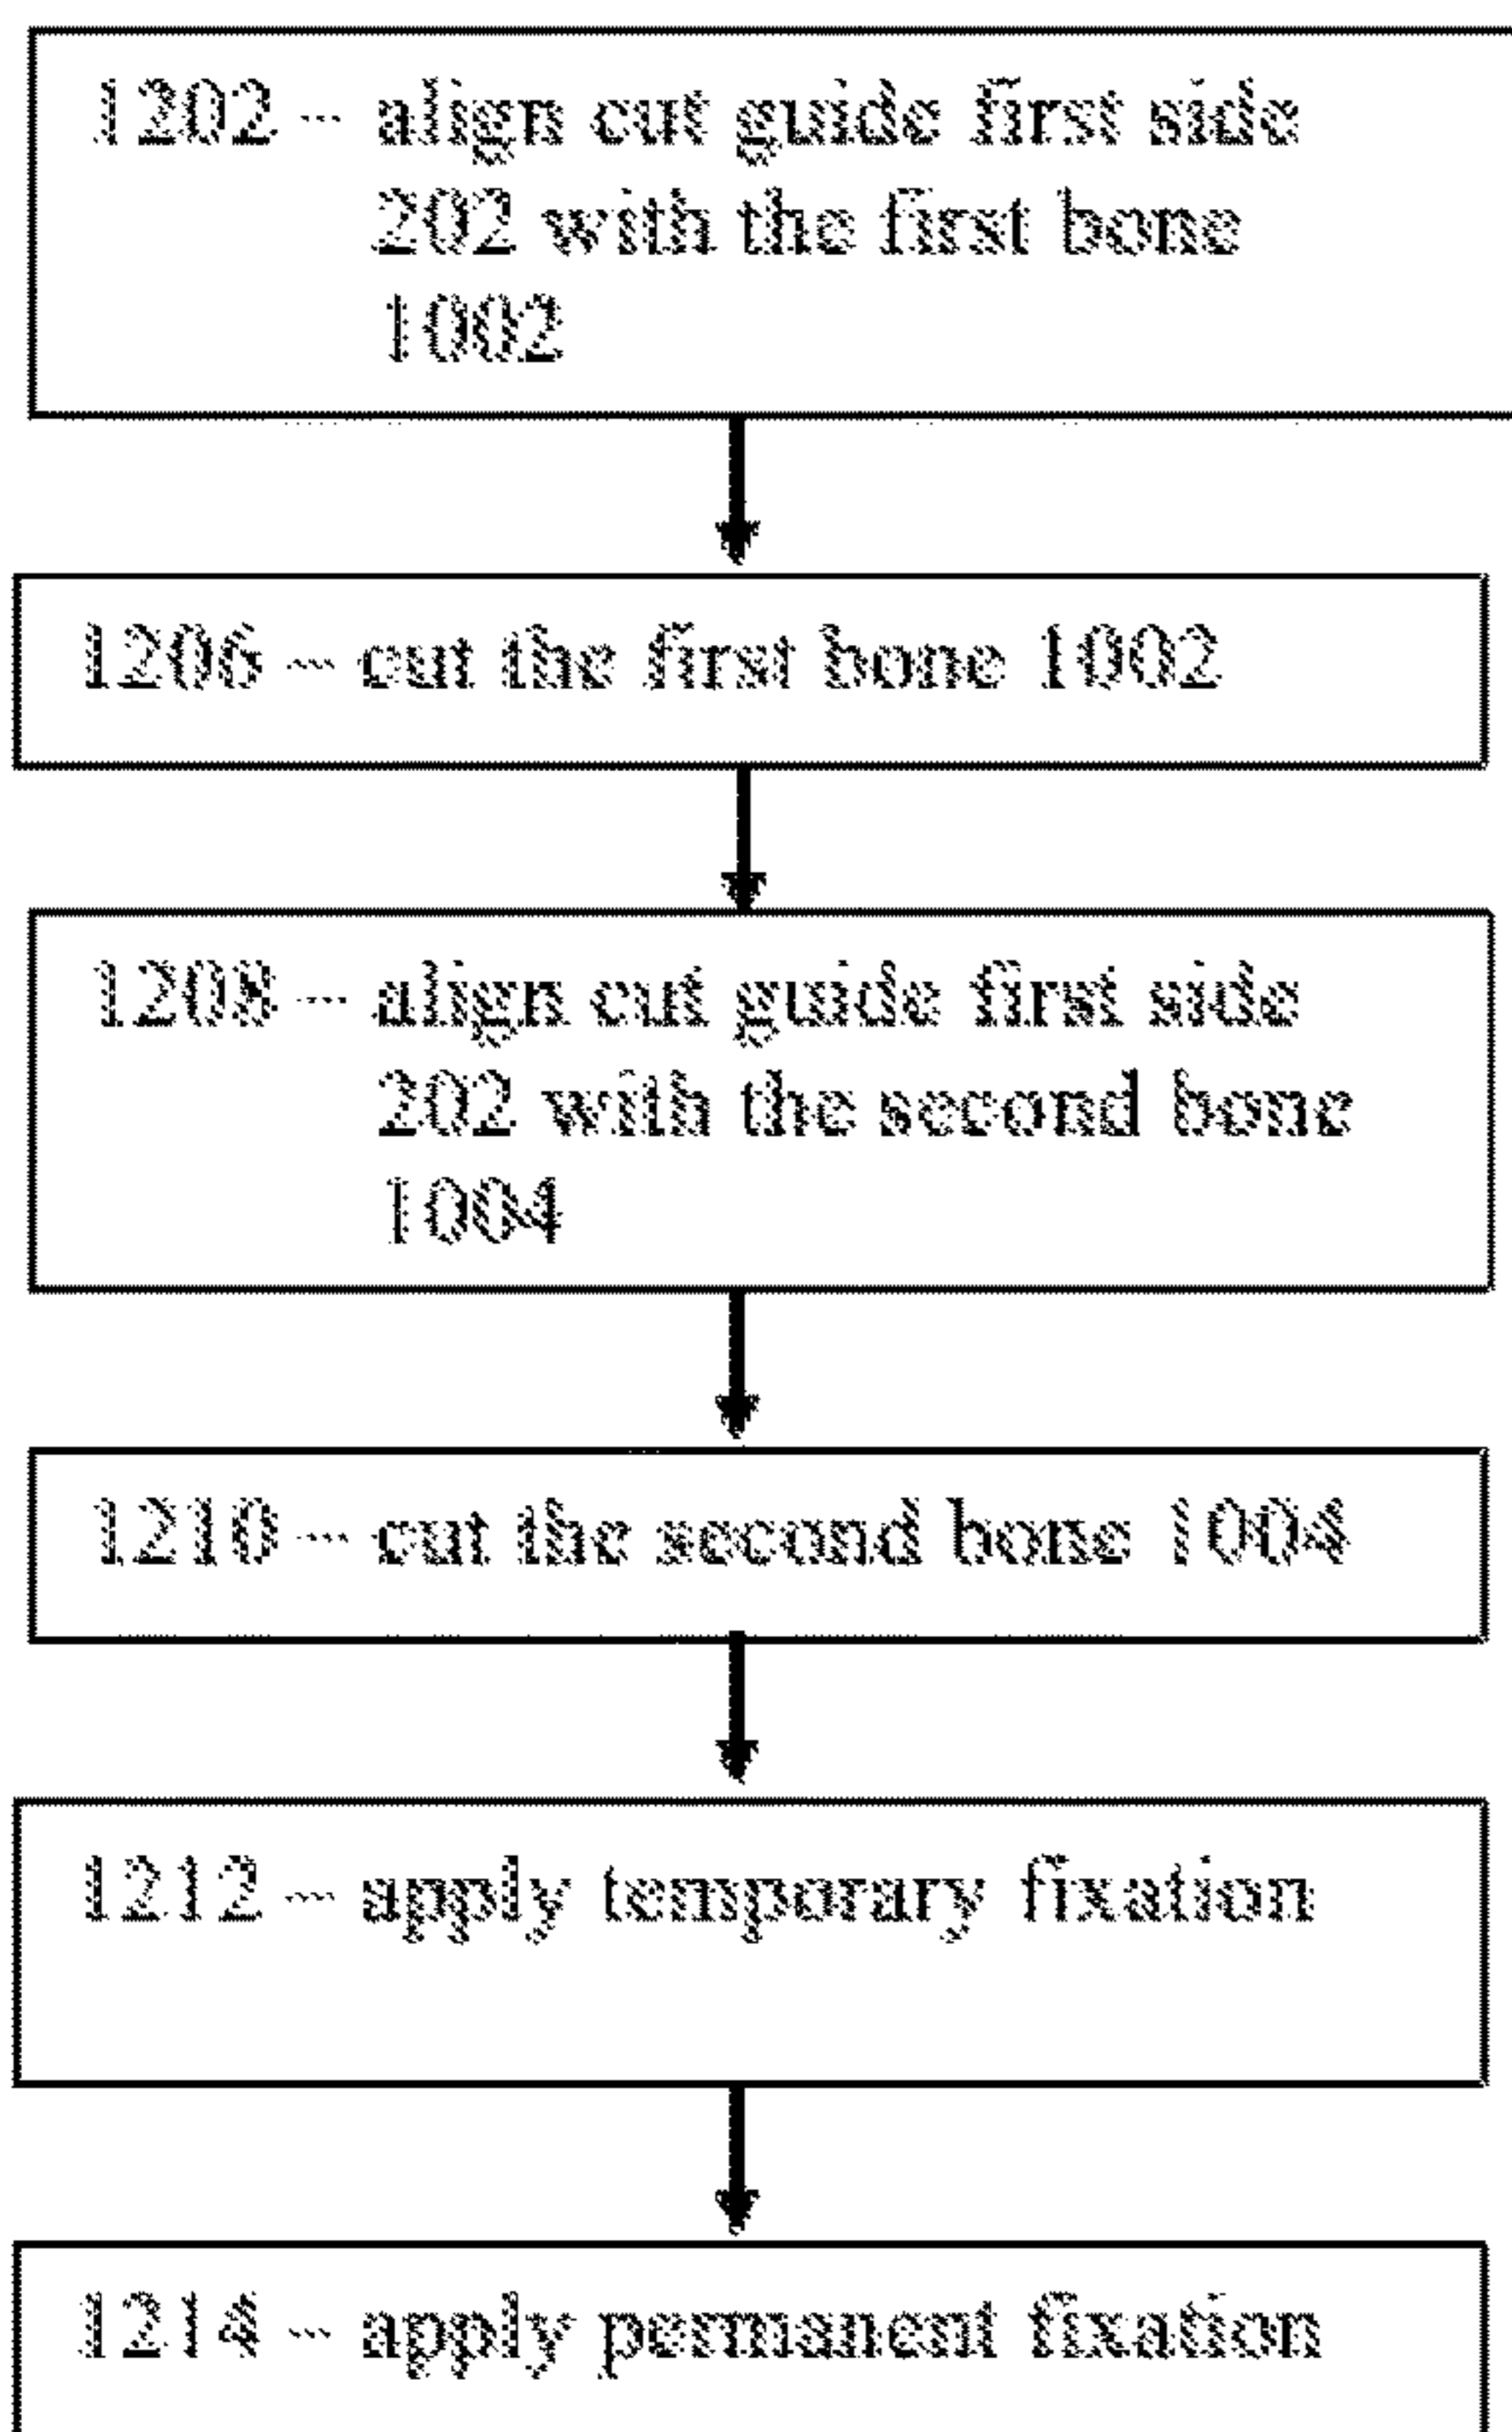 1202 – align cut guide first side
202 with the first bone
1002
1206 – cut the first bone 1002
1208 – align cut guide first side
202 with the second bone
1004
1210 – cut the second bone 1004
1212 – apply temporary fixation
1214 – apply permanent fixation